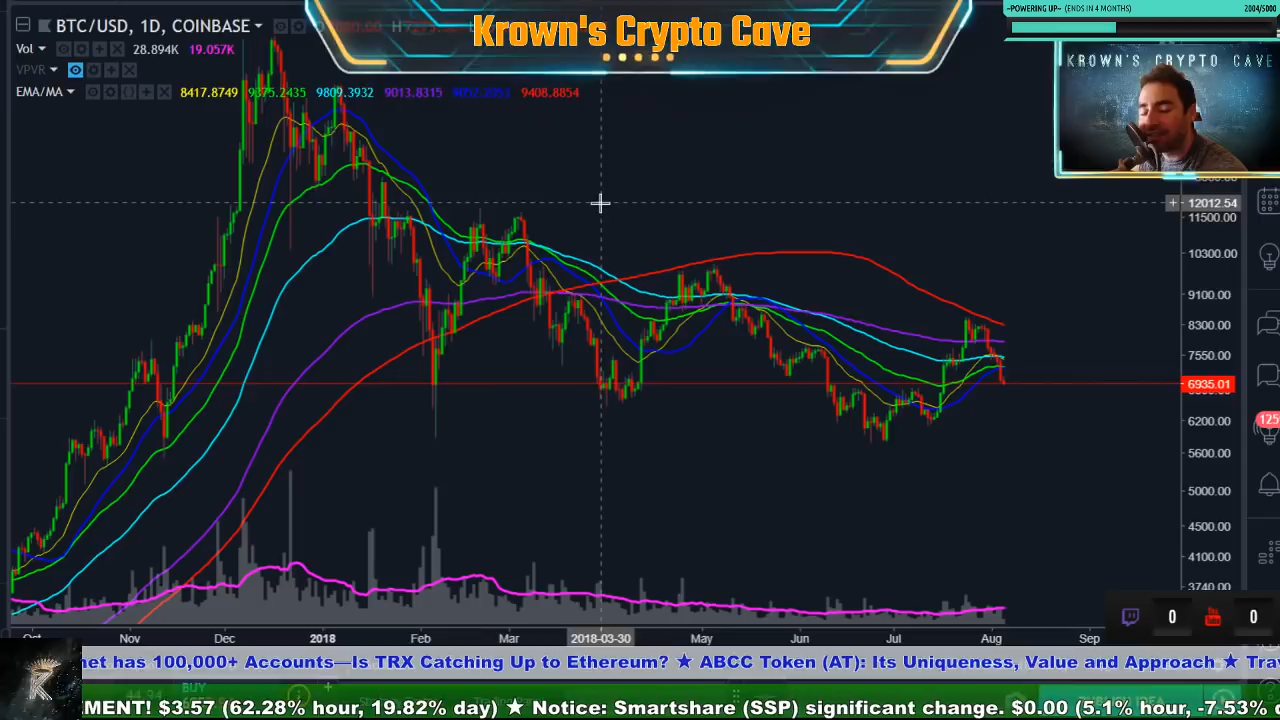 BTC/USD, 1D, COINBASE
Krown's Crypto Cave
-POWERING UP- (ENDS IN 4 MONTHS) 2004/5000
KROWN'S CRYPTO CAVE
Vol 28.894K 19.057K
VPVR
EMA/MA 8417.8749 9375.2435 9809.3932 9013.8315 9408.8854
12012.54
11500.00
10300.00
9100.00
8300.00
7550.00
6935.01
6200.00
5600.00
5000.00
4500.00
4100.00
3740.00
125
0 0
Oct Nov Dec 2018 Feb Mar 2018-03-30 May Jun Jul Aug Sep
net has 100,000+ Accounts—Is TRX Catching Up to Ethereum? ★ ABCC Token (AT): Its Uniqueness, Value and Approach ★ Tra
BUY
MENT! $3.57 (62.28% hour, 19.82% day) ★ Notice: Smartshare (SSP) significant change. $0.00 (5.1% hour, -7.53% d